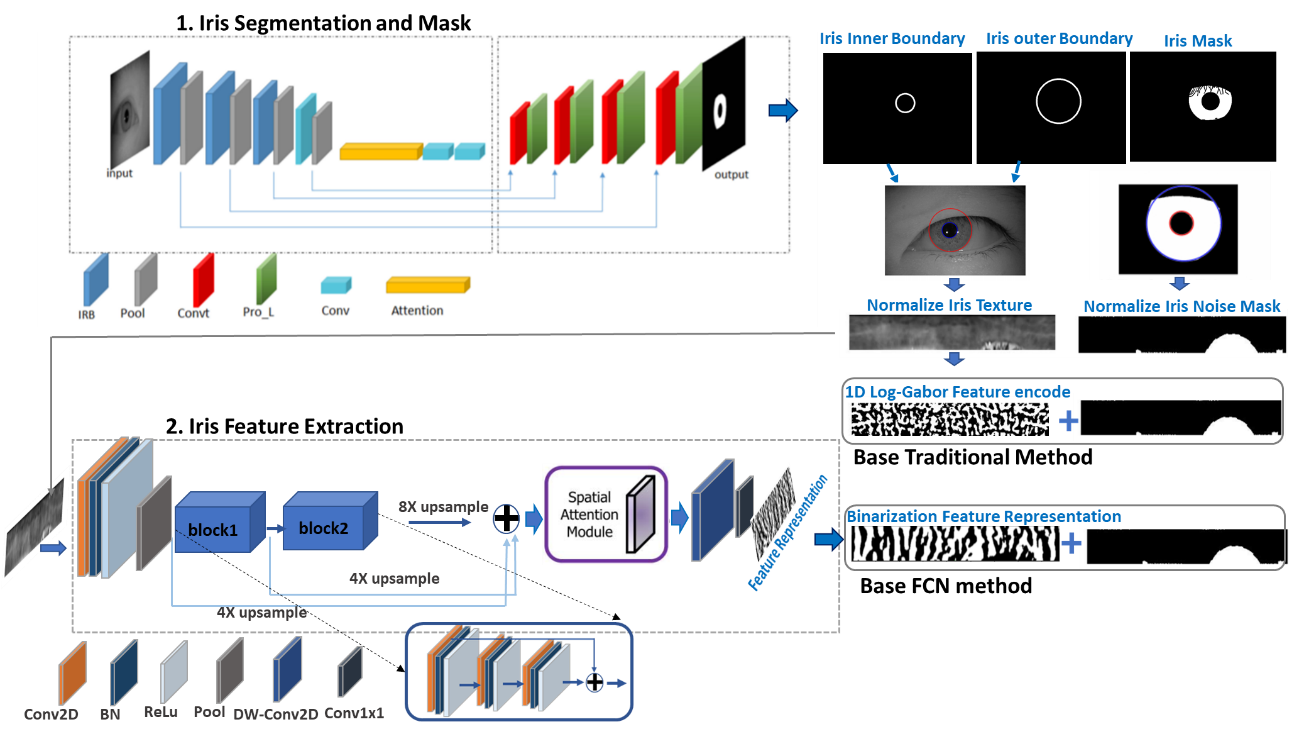 1. Iris Segmentation and Mask
input
output
IRB
Pool
Convt
Pro_L
Conv
Attention
Iris Inner Boundary
Iris outer Boundary
Iris Mask
Normalize Iris Texture
Normalize Iris Noise Mask
1D Log-Gabor Feature encode
+
Base Traditional Method
2. Iris Feature Extraction
block1
block2
8X upsample
4X upsample
4X upsample
Spatial
Attention
Module
Feature Representation
Binarization Feature Representation
+
Base FCN method
Conv2D
BN
ReLu
Pool
DW-Conv2D
Conv1x1